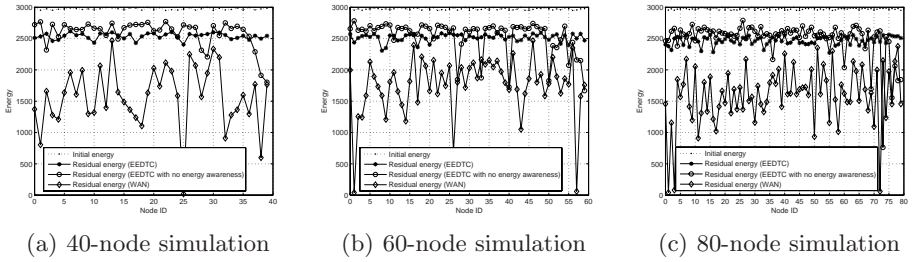 3000
2500
2000
1500
1000
500
0
Energy
Initial energy
Residual energy (EEDTC)
Residual energy (EEDTC with no energy awareness)
Residual energy (WAN)
0 5 10 15 20 25 30 35 40
Node ID
(a) 40-node simulation
3000
2500
2000
1500
1000
500
0
Energy
Initial energy
Residual energy (EEDTC)
Residual energy (EEDTC with no energy awareness)
Residual energy (WAN)
0 5 10 15 20 25 30 35 40 45 50 55 60
Node ID
(b) 60-node simulation
3000
2500
2000
1500
1000
500
0
Energy
Initial energy
Residual energy (EEDTC)
Residual energy (EEDTC with no energy awareness)
Residual energy (WAN)
0 5 10 15 20 25 30 35 40 45 50 55 60 65 70 75 80
Node ID
(c) 80-node simulation